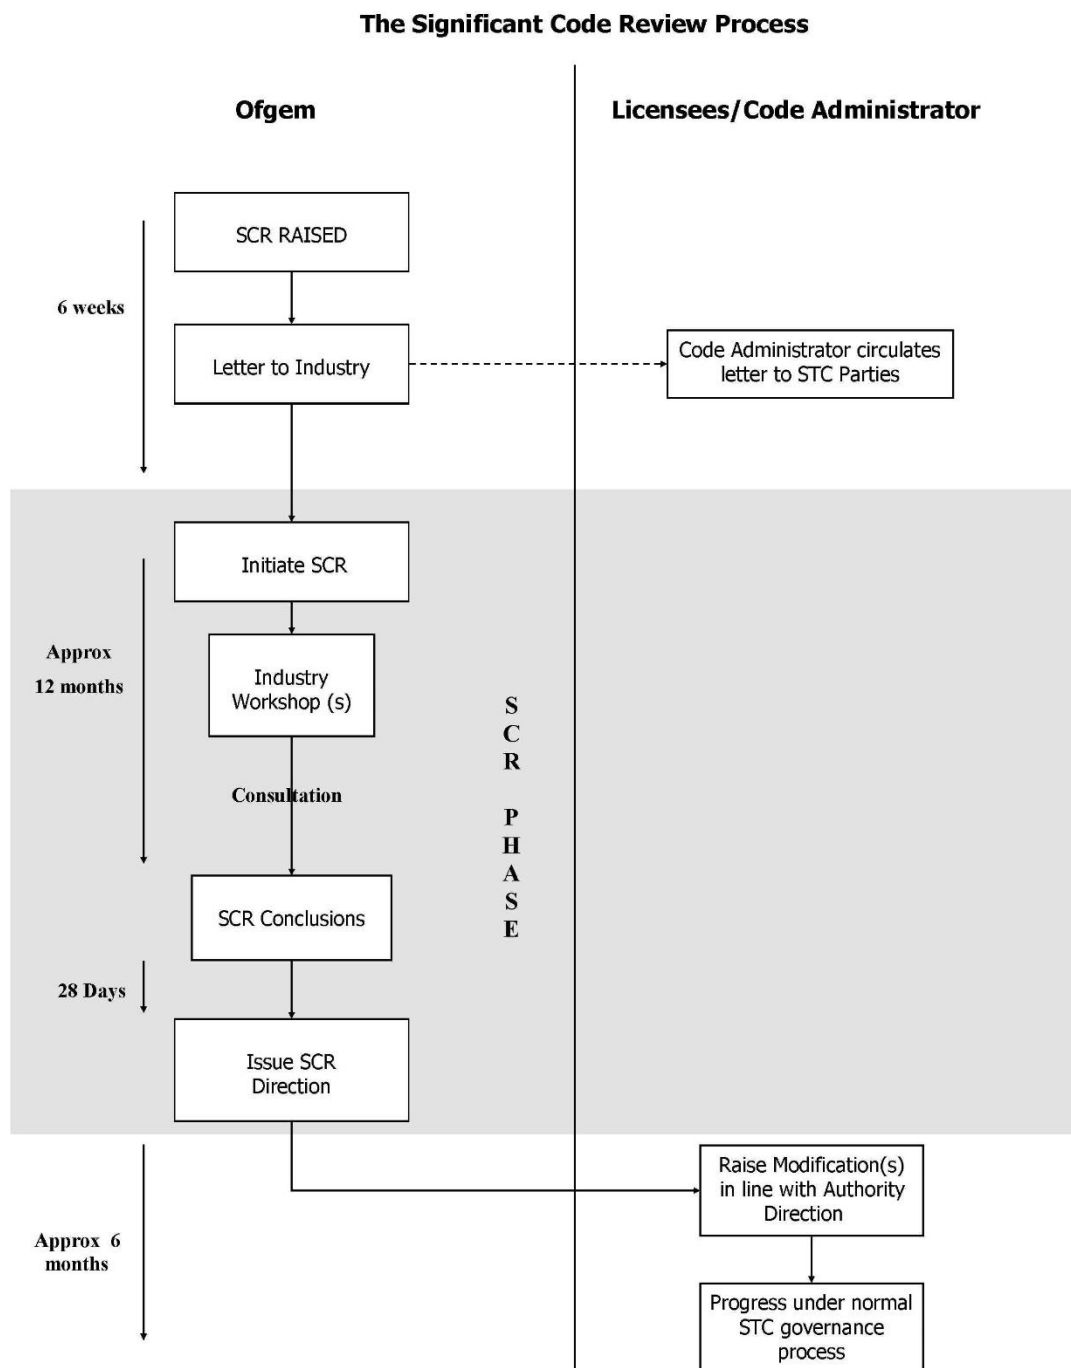 The Significant Code Review Process
Ofgem
Licensees/Code Administrator
SCR RAISED
6 weeks
Letter to Industry
Code Administrator circulates
letter to STC Parties
Initiate SCR
Approx
12 months
Industry
Workshop (s)
Consultation
SCR PHASE
SCR Conclusions
28 Days
Issue SCR
Direction
Raise Modification(s)
in line with Authority
Direction
Approx 6
months
Progress under normal
STC governance
process